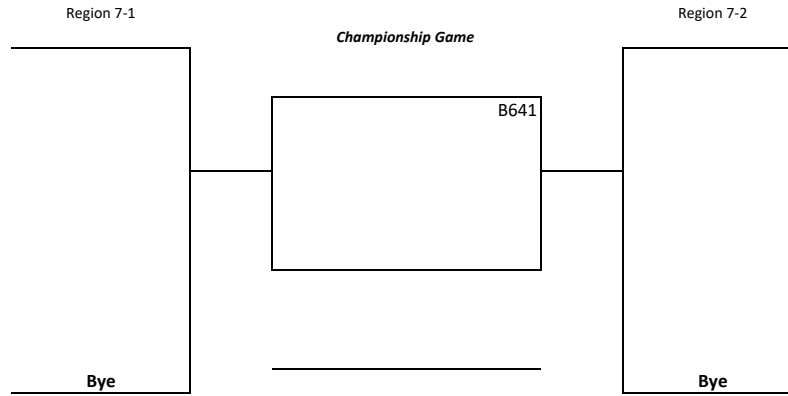 Region 7-1
Region 7-2
Championship Game
B641
Bye
Bye